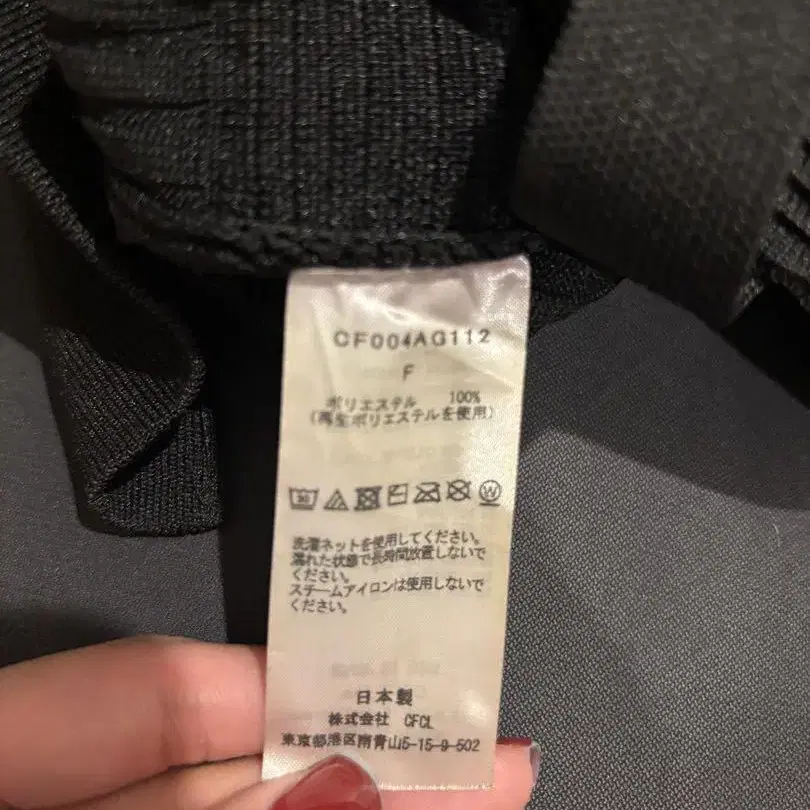 CF004AG112
F
ポリエステル 100%
(再生ポリエステルを使用)
洗濯ネットを使用してください。
濡れた状態で長時間放置しないで
ください。
スチームアイロンは使用しないで
ください。
日本製
株式会社 CFCL
東京都港区南青山5-15-9-502